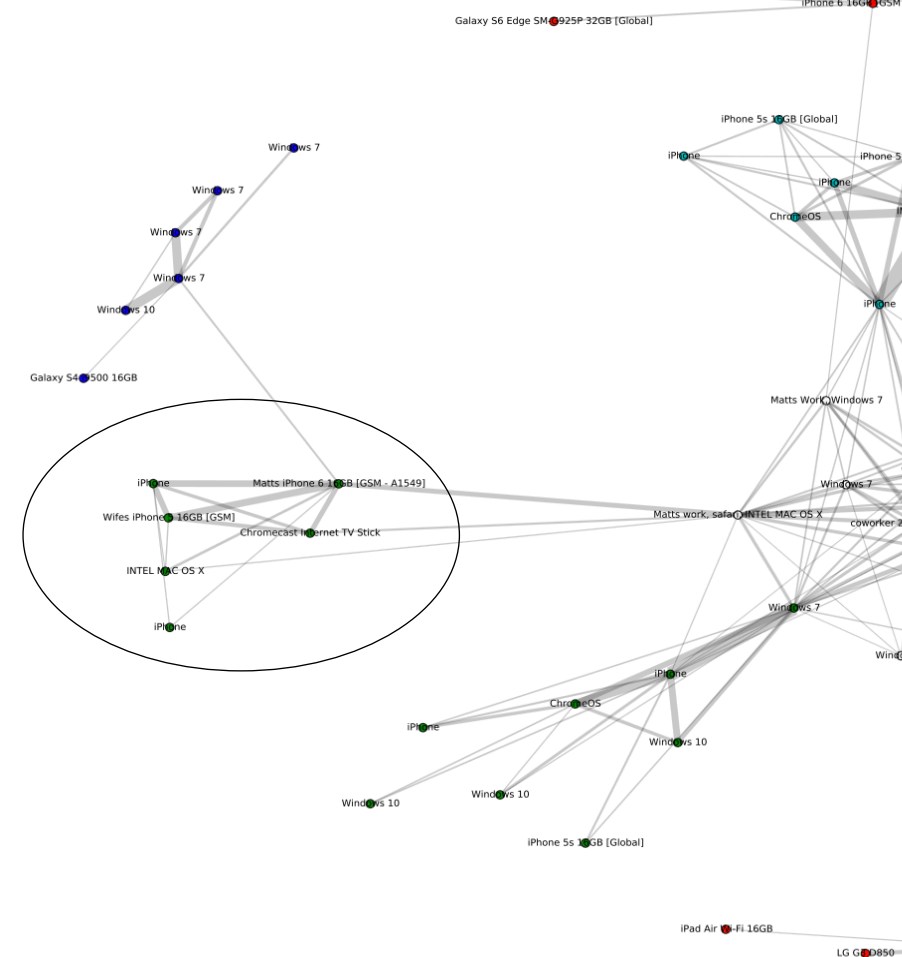 iPhone 6 16GB [GSM
Galaxy S6 Edge SM-G925P 32GB [Global]
iPhone 5s 16GB [Global]
Windows 7
iPhone
iPhone 5
iPhone
Windows 7
ChromeOS
Windows 7
Windows 7
iPhone
Windows 10
Galaxy S4 I9500 16GB
Matts Work, Windows 7
iPhone
Matts iPhone 6 16GB [GSM - A1549]
Windows 7
Wifes iPhone 5 16GB [GSM]
Matts work, safari INTEL MAC OS X
coworker 2
Chromecast Internet TV Stick
INTEL MAC OS X
Windows 7
iPhone
Wind
iPhone
ChromeOS
iPhone
Windows 10
Windows 10
Windows 10
iPhone 5s 16GB [Global]
iPad Air Wi-Fi 16GB
LG G3 D850